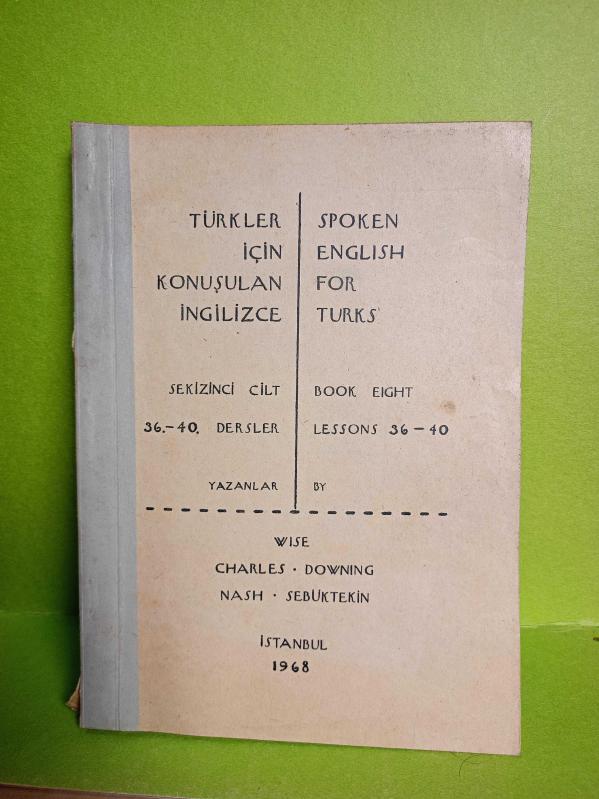 TÜRKLER
İÇİN
KONUŞULAN
İNGİLİZCE
SPOKEN
ENGLISH
FOR
TURKS
SEKİZİNCİ CİLT
36.-40. DERSLER
BOOK EIGHT
LESSONS 36-40
YAZANLAR
BY
WISE
CHARLES · DOWNING
NASH · SEBÜKTEKİN
İSTANBUL
1968